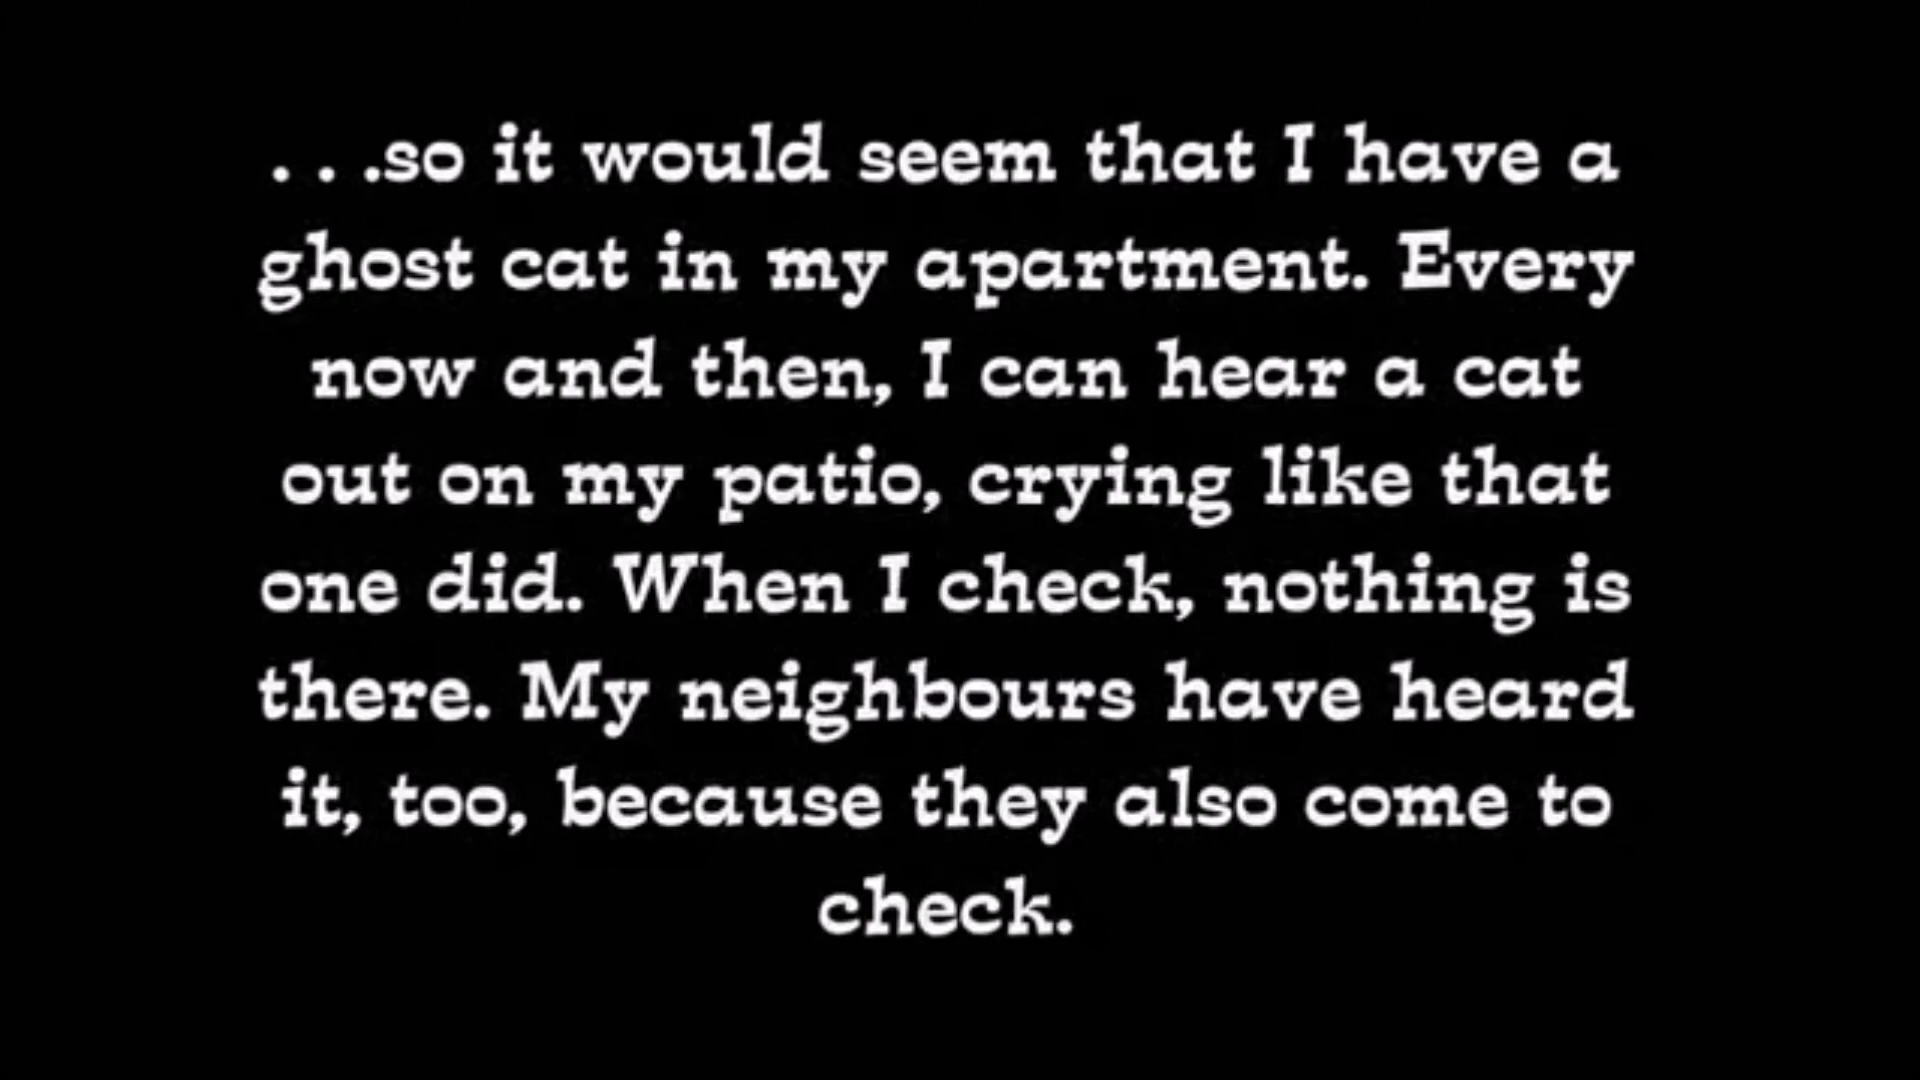 . . .so it would seem that I have a
ghost cat in my apartment. Every
now and then, I can hear a cat
out on my patio, crying like that
one did. When I check, nothing is
there. My neighbours have heard
it, too, because they also come to
check.